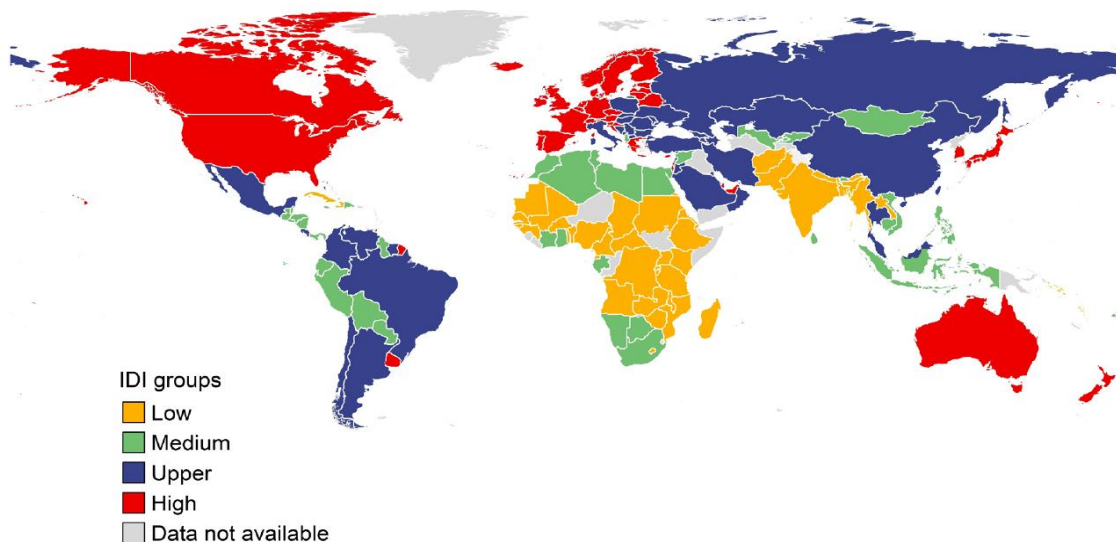 IDI groups
Low
Medium
Upper
High
Data not available